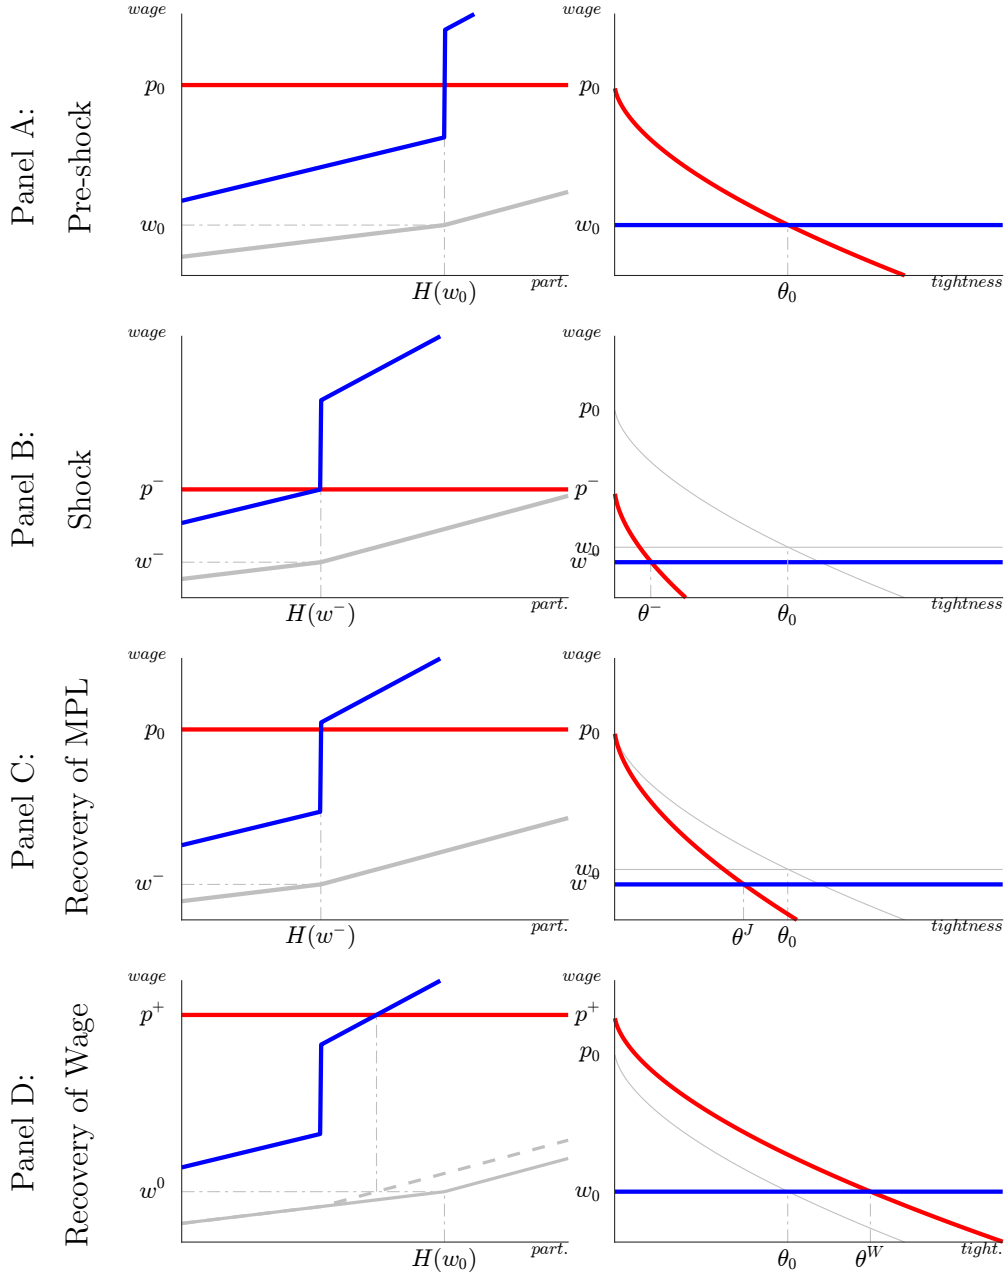 Panel A:
Pre-shock
wage
p₀
w₀
H(w₀)
part.
wage
p₀
w₀
θ₀
tightness
Panel B:
Shock
wage
p⁻
w⁻
H(w⁻)
part.
wage
p₀
p⁻
w₀
w⁻
θ⁻
θ₀
tightness
Panel C:
Recovery of MPL
wage
p₀
w⁻
H(w⁻)
part.
wage
p₀
w₀
w⁻
θᴶ
θ₀
tightness
Panel D:
Recovery of Wage
wage
p⁺
w⁰
H(w₀)
part.
wage
p⁺
p₀
w₀
θ₀
θᵂ
tight.